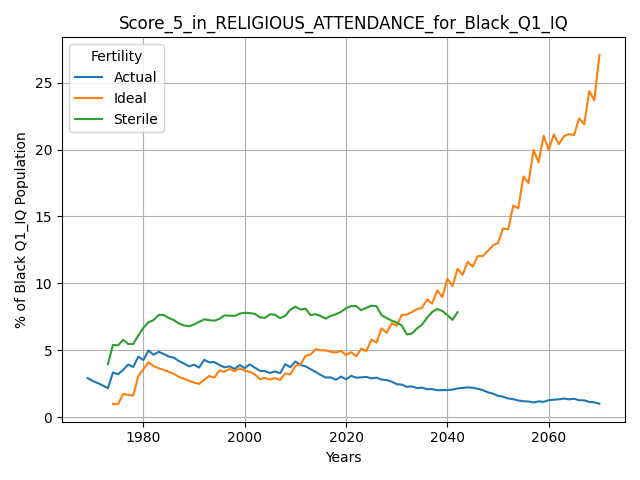 Score_5_in_RELIGIOUS_ATTENDANCE_for_Black_Q1_IQ
% of Black Q1_IQ Population
25
20
15
10
5
0
Fertility
Actual
Ideal
Sterile
1980
2000
2020
2040
2060
Years